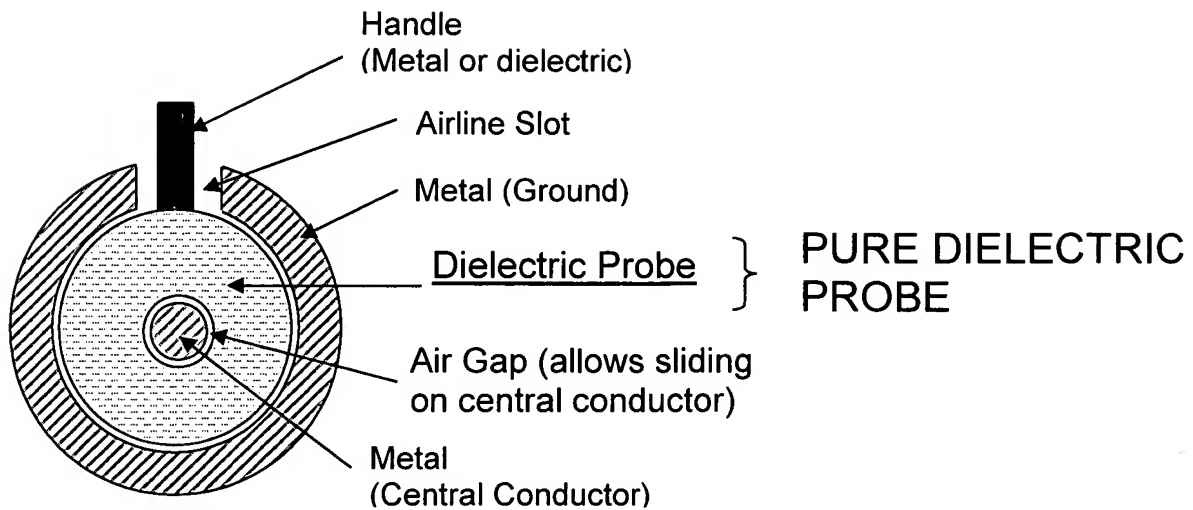 Handle
(Metal or dielectric)
Airline Slot
Metal (Ground)
Dielectric Probe
PURE DIELECTRIC
PROBE
Air Gap (allows sliding
on central conductor)
Metal
(Central Conductor)